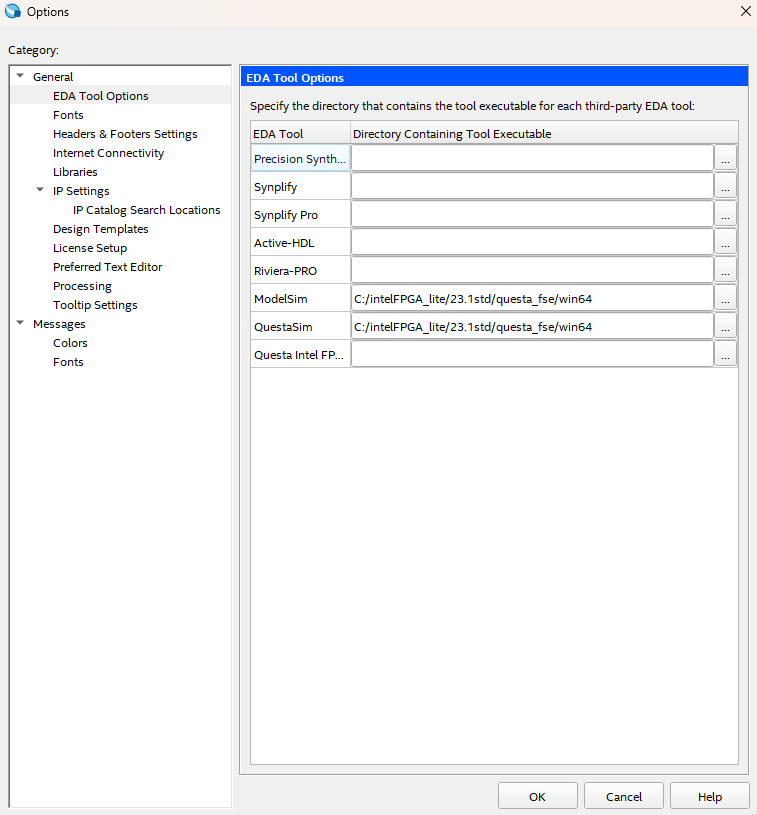 Options
Category:
General
EDA Tool Options
Fonts
Headers & Footers Settings
Internet Connectivity
Libraries
IP Settings
IP Catalog Search Locations
Design Templates
License Setup
Preferred Text Editor
Processing
Tooltip Settings
Messages
Colors
Fonts
EDA Tool Options
Specify the directory that contains the tool executable for each third-party EDA tool:
EDA Tool Directory Containing Tool Executable
Precision Synth... ...
Synplify ...
Synplify Pro ...
Active-HDL ...
Riviera-PRO ...
ModelSim C:/intelFPGA_lite/23.1std/questa_fse/win64 ...
QuestaSim C:/intelFPGA_lite/23.1std/questa_fse/win64 ...
Questa Intel FP... ...
OK Cancel Help